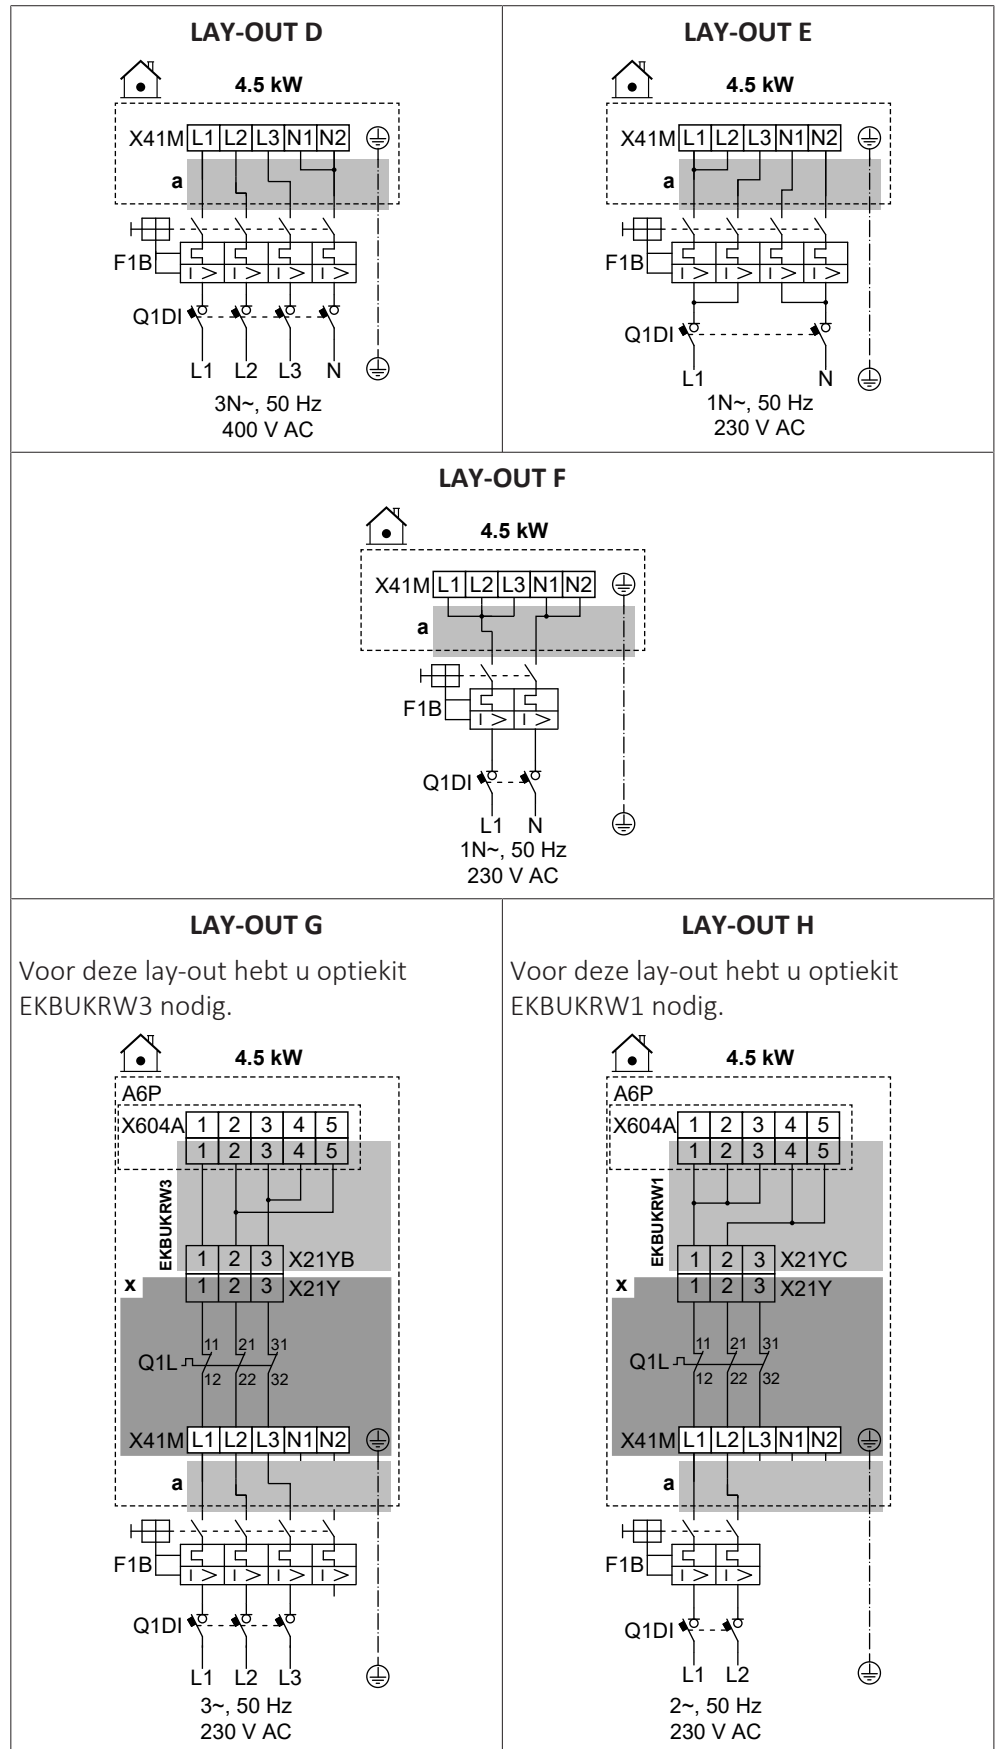 LAY-OUT D
4.5 kW
X41M L1 L2 L3 N1 N2
a
F1B
I > I > I > I >
Q1DI
L1 L2 L3 N
3N~, 50 Hz
400 V AC
LAY-OUT E
4.5 kW
X41M L1 L2 L3 N1 N2
a
F1B
I > I > I > I >
Q1DI
L1 N
1N~, 50 Hz
230 V AC
LAY-OUT F
4.5 kW
X41M L1 L2 L3 N1 N2
a
F1B
I > I >
Q1DI
L1 N
1N~, 50 Hz
230 V AC
LAY-OUT G
Voor deze lay-out hebt u optiekit
EKBUKRW3 nodig.
4.5 kW
A6P
X604A 1 2 3 4 5
1 2 3 4 5
EKBUKRW3
1 2 3 X21YB
x
1 2 3 X21Y
11 21 31
Q1L
12 22 32
X41M L1 L2 L3 N1 N2
a
F1B
I > I > I > I >
Q1DI
L1 L2 L3
3~, 50 Hz
230 V AC
LAY-OUT H
Voor deze lay-out hebt u optiekit
EKBUKRW1 nodig.
4.5 kW
A6P
X604A 1 2 3 4 5
1 2 3 4 5
EKBUKRW1
1 2 3 X21YC
x
1 2 3 X21Y
11 21 31
Q1L
12 22 32
X41M L1 L2 L3 N1 N2
a
F1B
I > I >
Q1DI
L1 L2
2~, 50 Hz
230 V AC